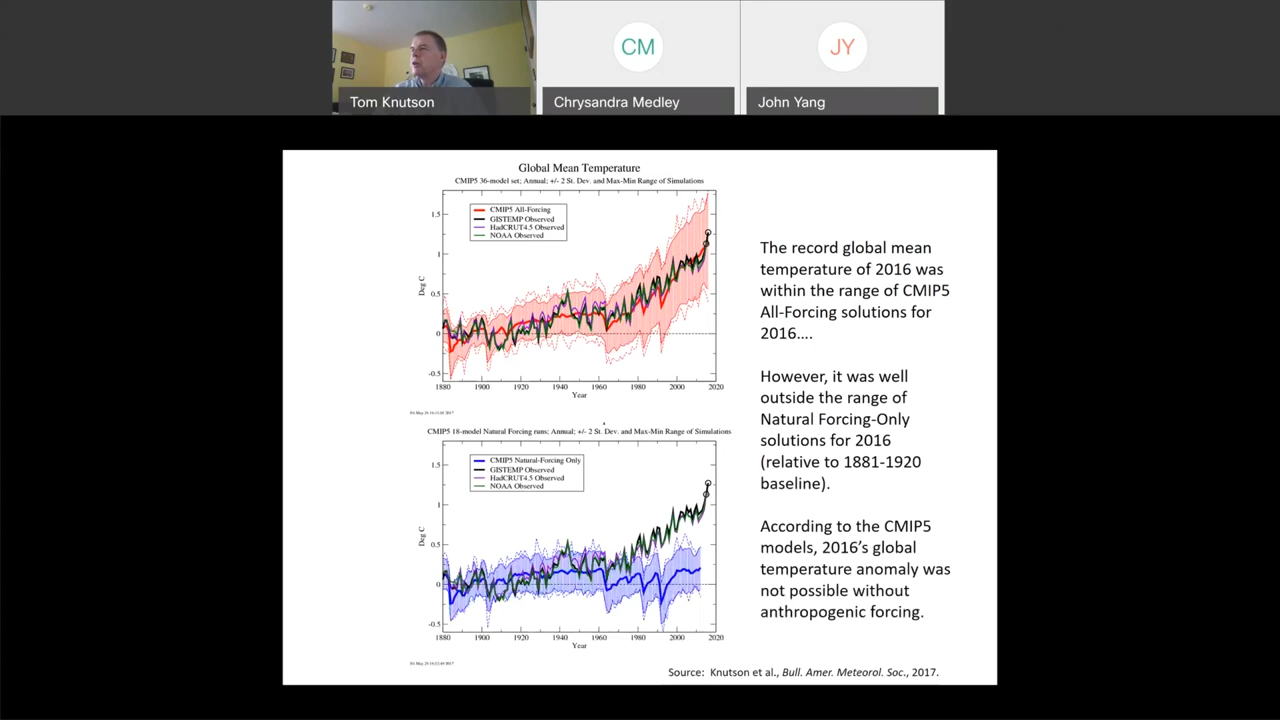 CM
JY
Tom Knutson
Chrysandra Medley
John Yang
Global Mean Temperature
CMIP5 36-model set; Annual; +/- 2 St. Dev. and Max-Min Range of Simulations
CMIP5 All-Forcing
GISTEMP Observed
HadCRUT4.5 Observed
NOAA Observed
1.5
1
0.5
0
-0.5
Deg C
1880 1900 1920 1940 1960 1980 2000 2020
Year
CMIP5 18-model Natural Forcing runs; Annual; +/- 2 St. Dev. and Max-Min Range of Simulations
CMIP5 Natural-Forcing Only
GISTEMP Observed
HadCRUT4.5 Observed
NOAA Observed
1.5
1
0.5
0
-0.5
Deg C
1880 1900 1920 1940 1960 1980 2000 2020
Year
The record global mean
temperature of 2016 was
within the range of CMIP5
All-Forcing solutions for
2016....
However, it was well
outside the range of
Natural Forcing-Only
solutions for 2016
(relative to 1881-1920
baseline).
According to the CMIP5
models, 2016’s global
temperature anomaly was
not possible without
anthropogenic forcing.
Source: Knutson et al., Bull. Amer. Meteorol. Soc., 2017.